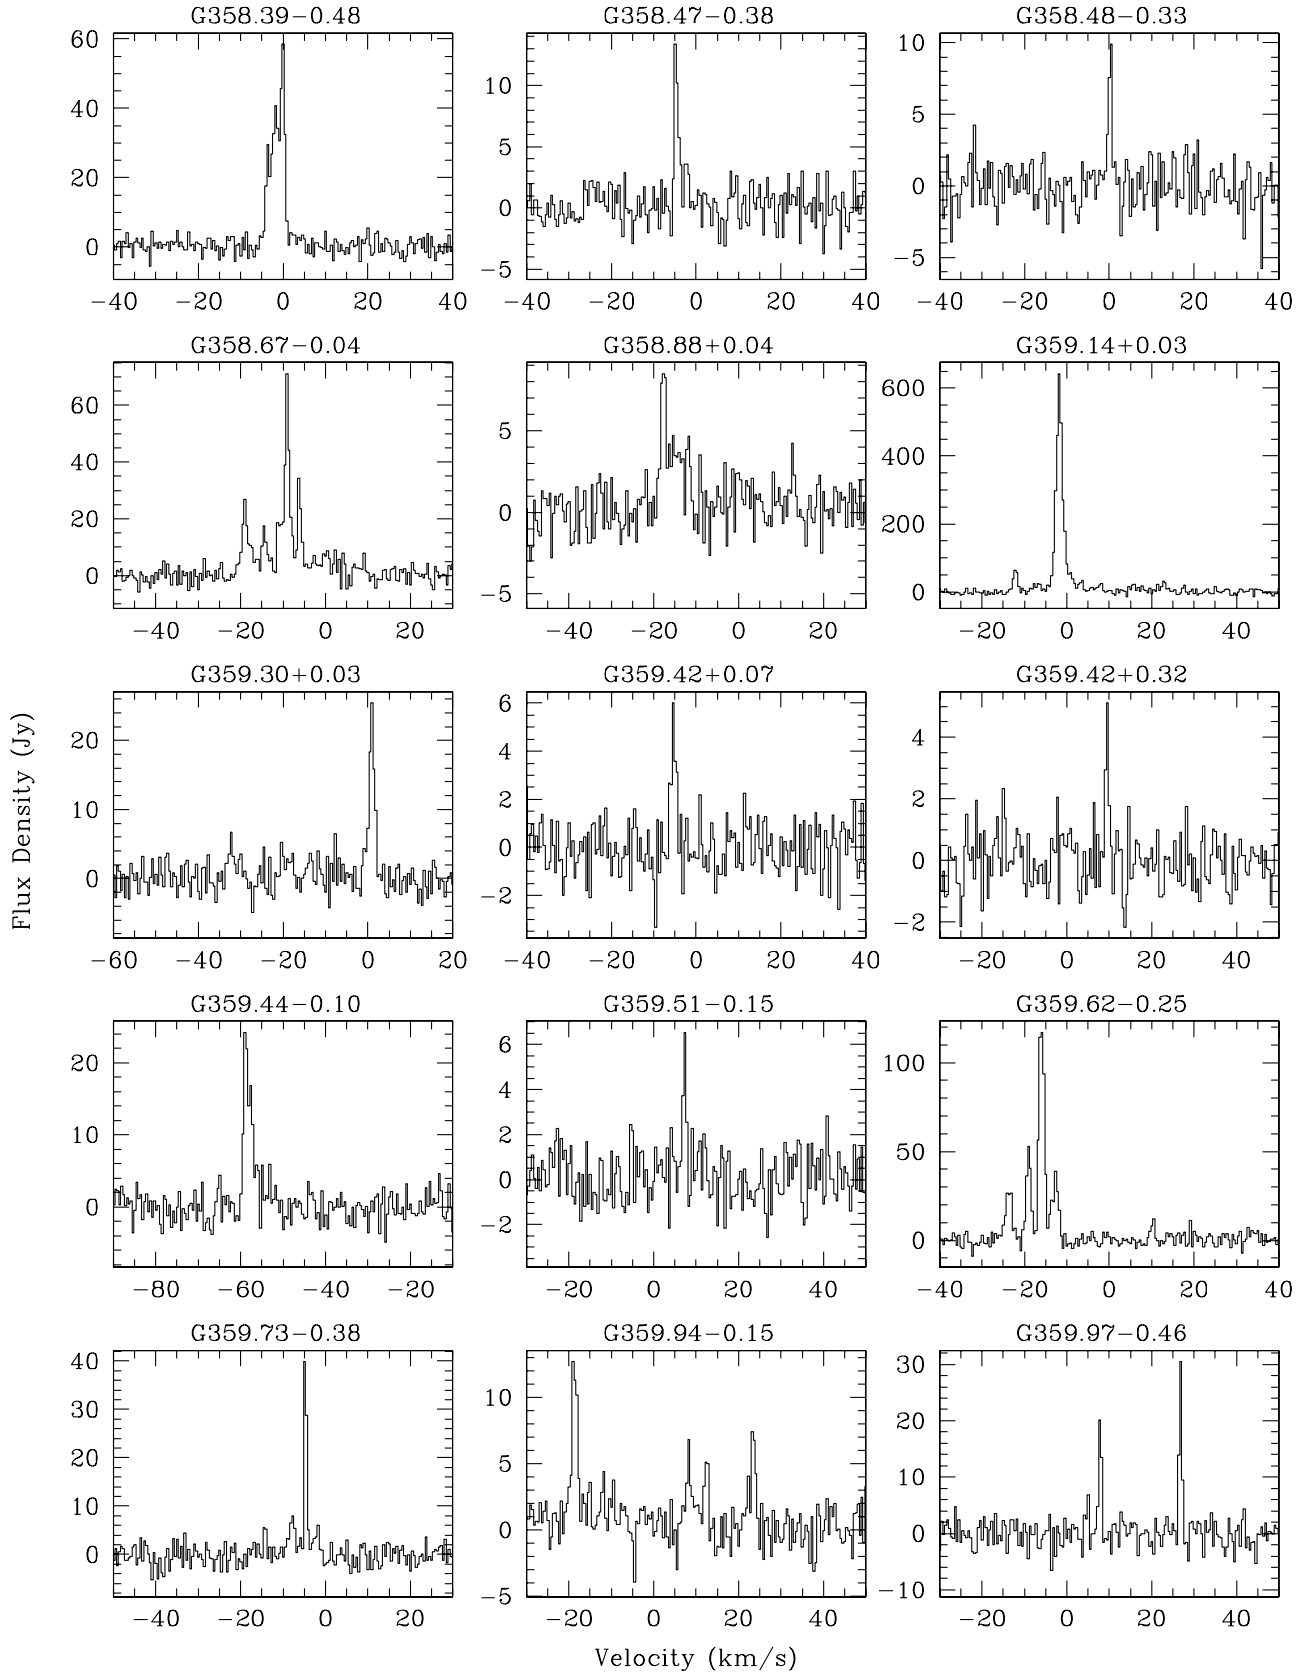 G358.39−0.48 G358.47−0.38 G358.48−0.33
60 40 20 0
10 5 0 −5
10 5 0 −5
−40 −20 0 20 40 −40 −20 0 20 40 −40 −20 0 20 40
G358.67−0.04 G358.88+0.04 G359.14+0.03
60 40 20 0
5 0 −5
600 400 200 0
−40 −20 0 20 −40 −20 0 20 −20 0 20 40
G359.30+0.03 G359.42+0.07 G359.42+0.32
20 10 0
6 4 2 0 −2
4 2 0 −2
−60 −40 −20 0 20 −40 −20 0 20 40 −20 0 20 40
Flux Density (Jy)
G359.44−0.10 G359.51−0.15 G359.62−0.25
20 10 0
6 4 2 0 −2
100 50 0
−80 −60 −40 −20 −20 0 20 40 −40 −20 0 20 40
G359.73−0.38 G359.94−0.15 G359.97−0.46
40 30 20 10 0
10 5 0 −5
30 20 10 0 −10
−40 −20 0 20 −20 0 20 40 −20 0 20 40
Velocity (km/s)